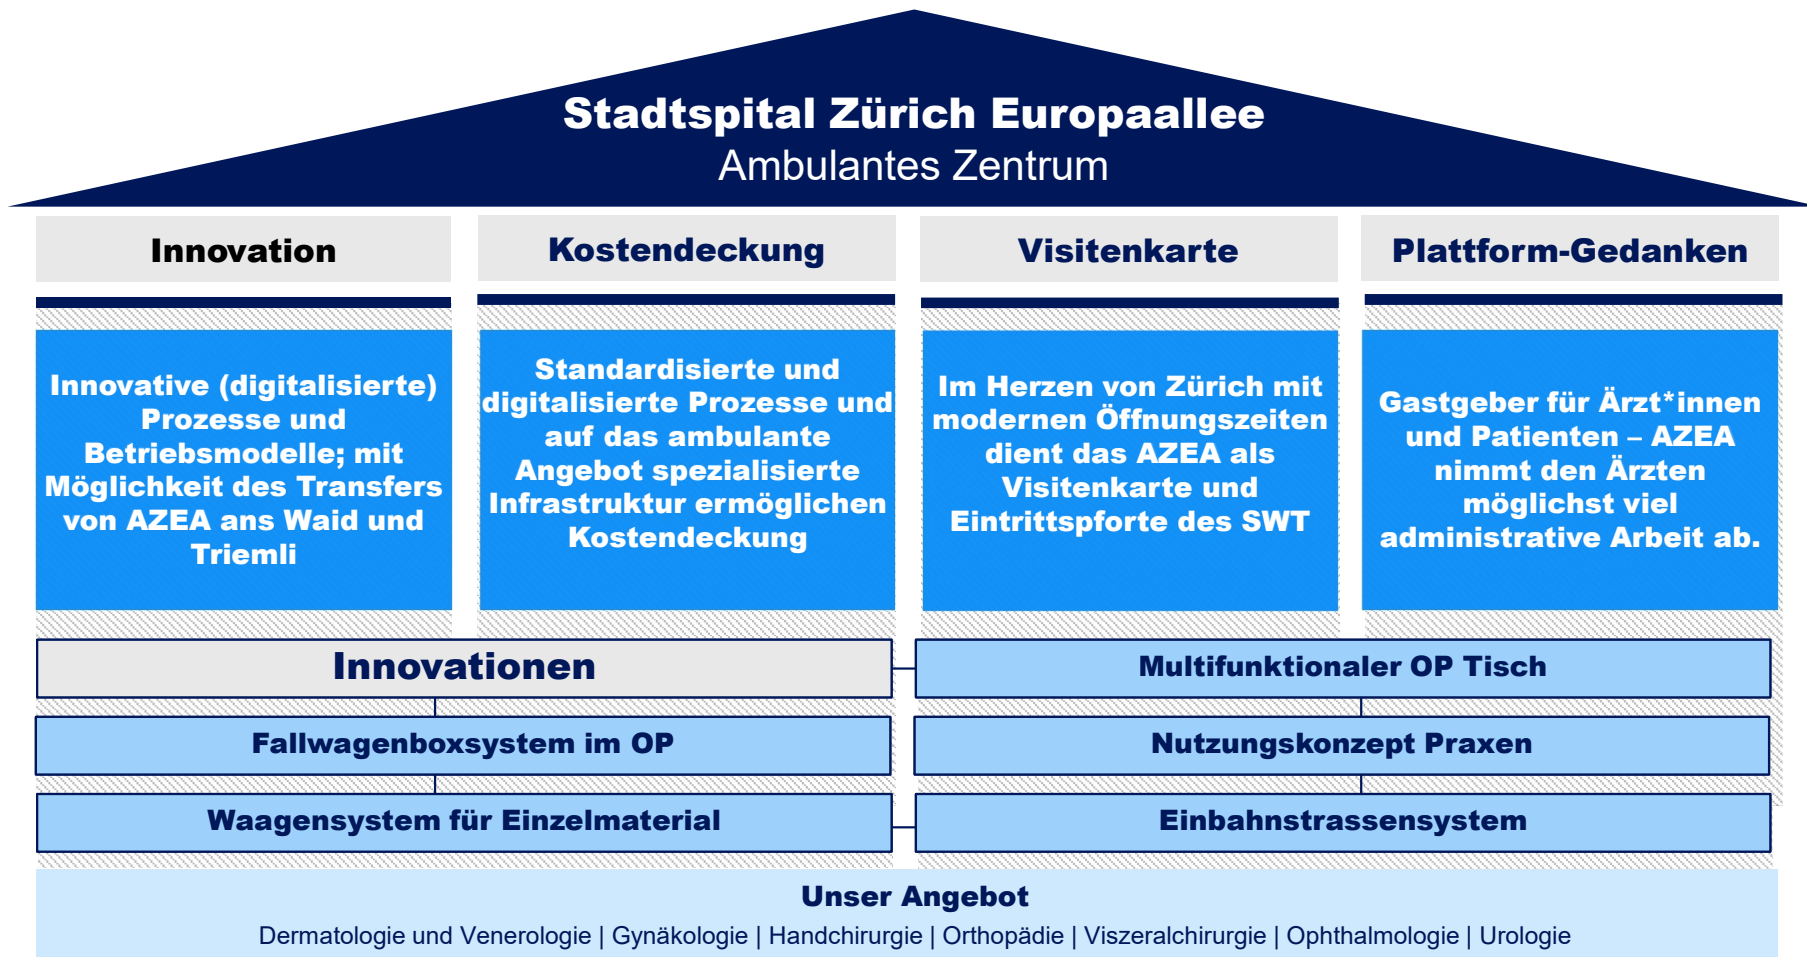 Stadtspital Zürich Europaallee
Ambulantes Zentrum
Innovation
Kostendeckung
Visitenkarte
Plattform-Gedanken
Innovative (digitalisierte)
Prozesse und
Betriebsmodelle; mit
Möglichkeit des Transfers
von AZEA ans Waid und
Triemli
Standardisierte und
digitalisierte Prozesse und
auf das ambulante
Angebot spezialisierte
Infrastruktur ermöglichen
Kostendeckung
Im Herzen von Zürich mit
modernen Öffnungszeiten
dient das AZEA als
Visitenkarte und
Eintrittspforte des SWT
Gastgeber für Ärzt*innen
und Patienten – AZEA
nimmt den Ärzten
möglichst viel
administrative Arbeit ab.
Innovationen
Multifunktionaler OP Tisch
Fallwagenboxsystem im OP
Nutzungskonzept Praxen
Waagensystem für Einzelmaterial
Einbahnstrassensystem
Unser Angebot
Dermatologie und Venerologie | Gynäkologie | Handchirurgie | Orthopädie | Viszeralchirurgie | Ophthalmologie | Urologie